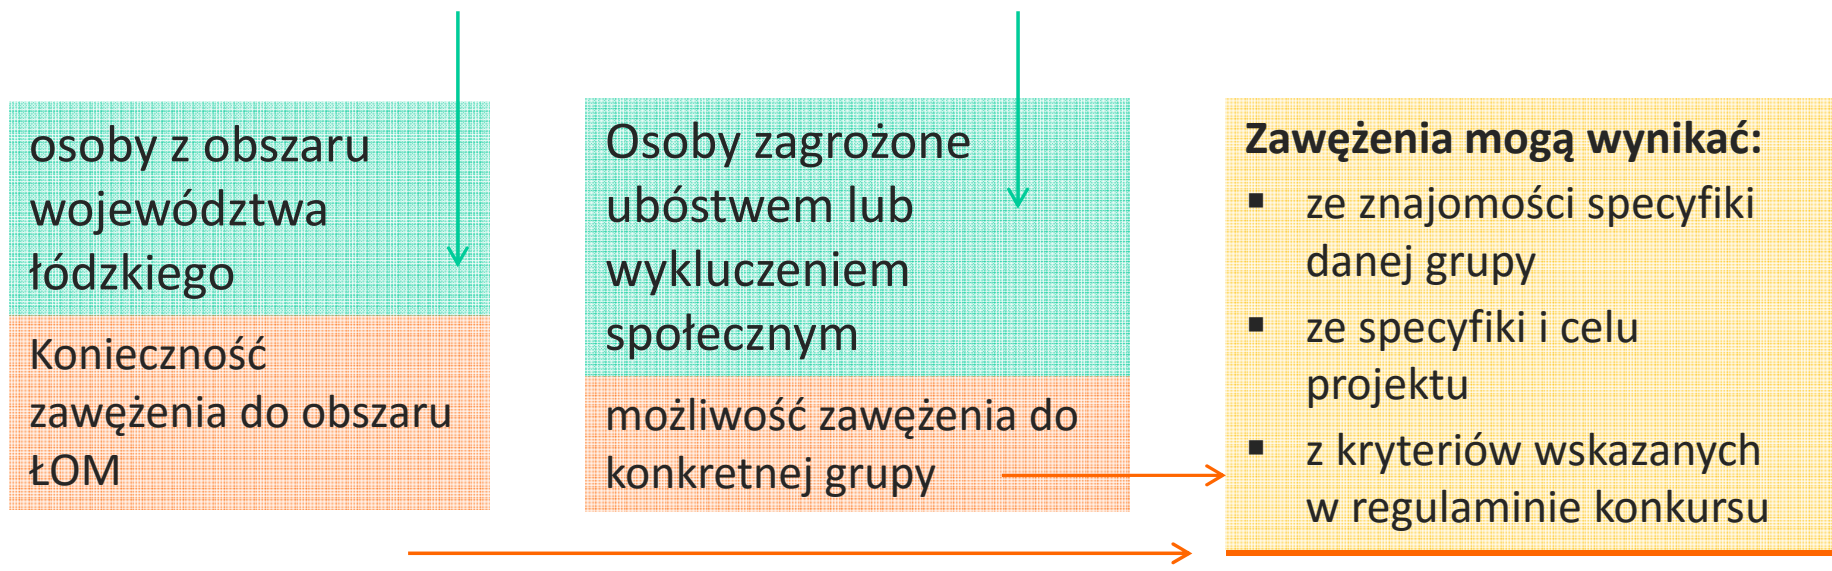 osoby z obszaru
województwa
łódzkiego
Konieczność
zawężenia do obszaru
ŁOM
Osoby zagrożone
ubóstwem lub
wykluczeniem
społecznym
możliwość zawężenia do
konkretnej grupy
Zawężenia mogą wynikać:
▪ ze znajomości specyfiki
danej grupy
▪ ze specyfiki i celu
projektu
▪ z kryteriów wskazanych
w regulaminie konkursu